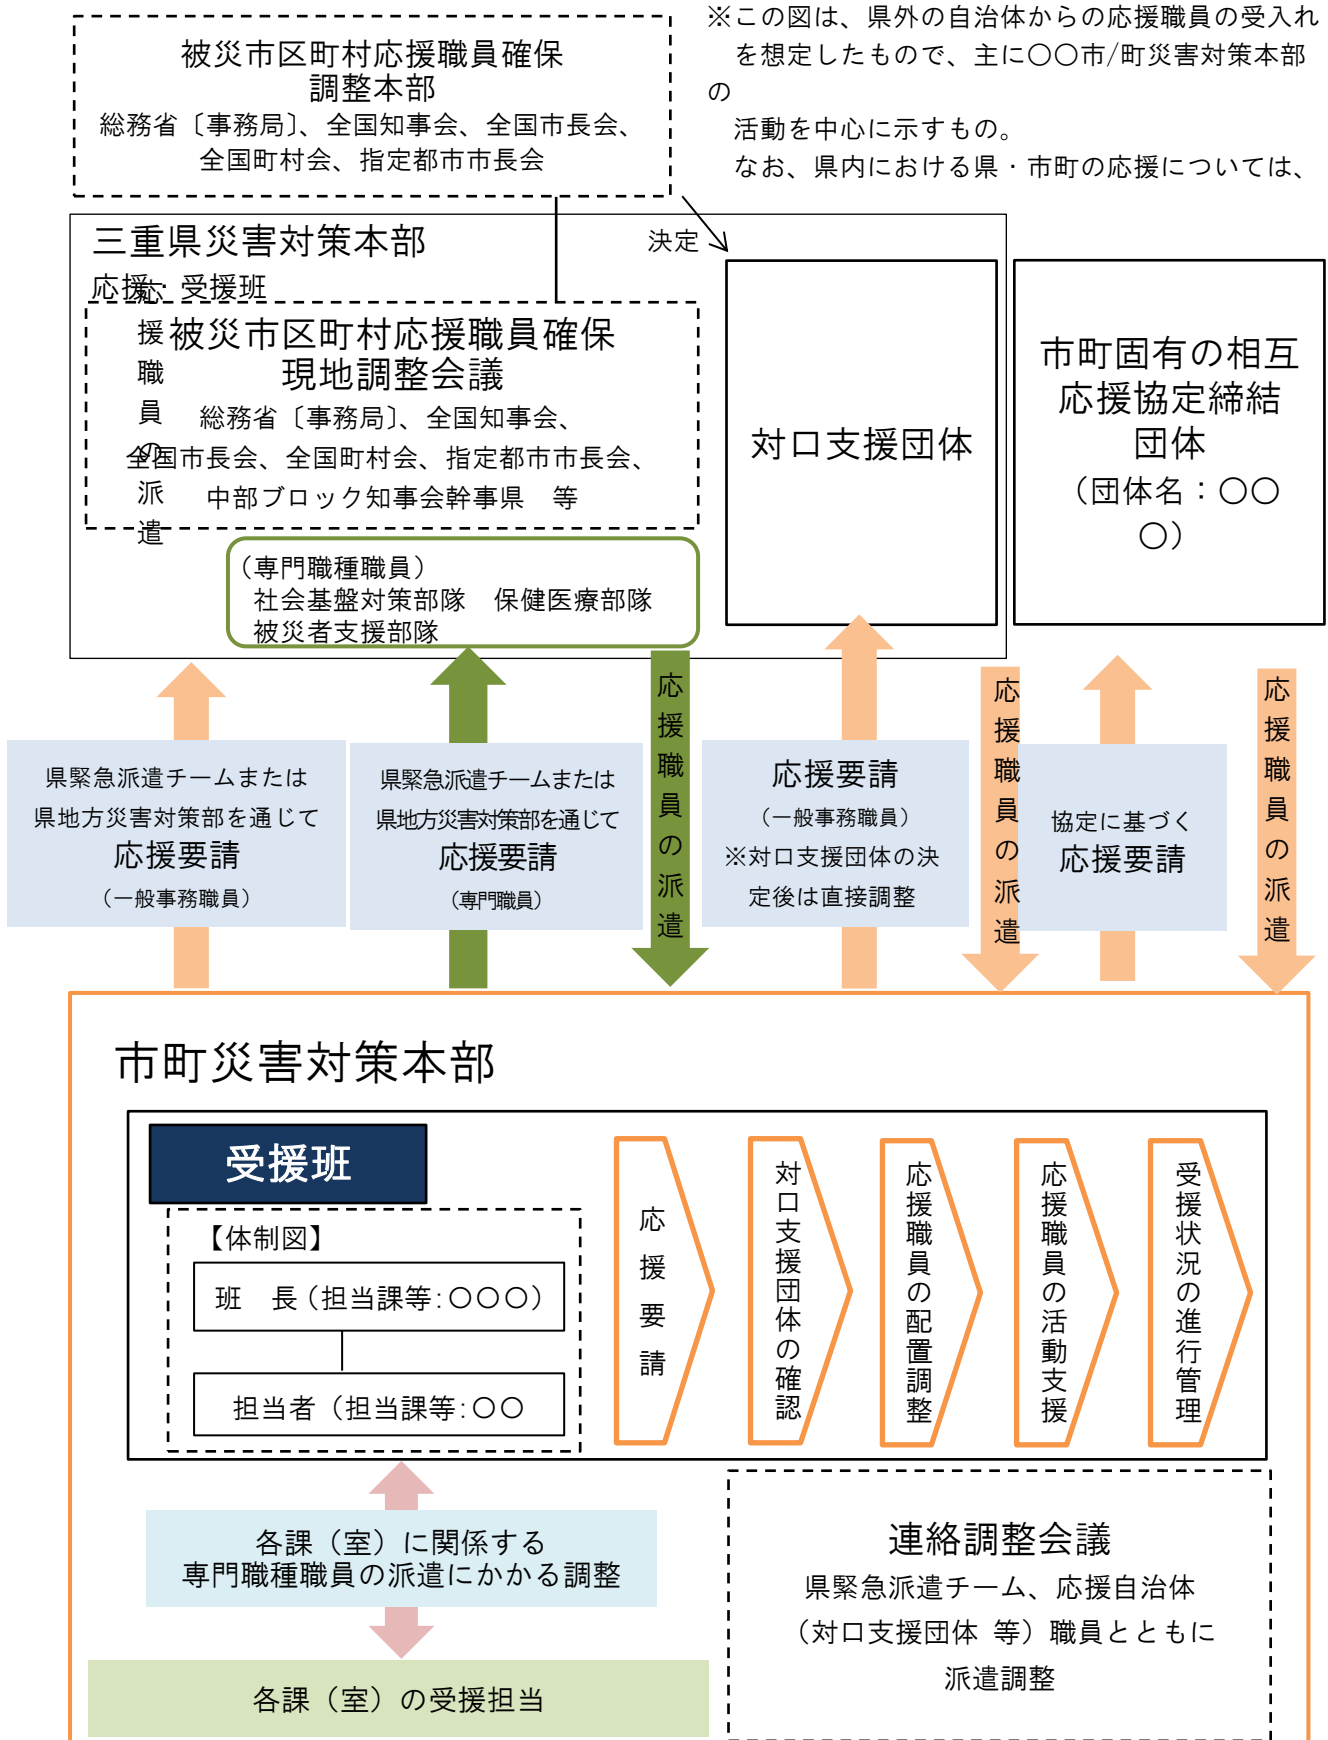 ※この図は、県外の自治体からの応援職員の受入れ
を想定したもので、主に〇〇市/町災害対策本部
の
活動を中心に示すもの。
なお、県内における県・市町の応援については、
被災市区町村応援職員確保
調整本部
総務省〔事務局〕、全国知事会、全国市長会、
全国町村会、指定都市市長会
決定
三重県災害対策本部
応援・受援班
応援職員の派遣
被災市区町村応援職員確保
現地調整会議
総務省〔事務局〕、全国知事会、
全国市長会、全国町村会、指定都市市長会、
中部ブロック知事会幹事県　等
（専門職種職員）
社会基盤対策部隊　保健医療部隊
被災者支援部隊
対口支援団体
市町固有の相互
応援協定締結
団体
（団体名：〇〇
〇）
県緊急派遣チームまたは
県地方災害対策部を通じて
応援要請
（一般事務職員）
県緊急派遣チームまたは
県地方災害対策部を通じて
応援要請
（専門職員）
応援職員の派遣
応援要請
（一般事務職員）
※対口支援団体の決
定後は直接調整
応援職員の派遣
協定に基づく
応援要請
応援職員の派遣
市町災害対策本部
受援班
【体制図】
班　長（担当課等：〇〇〇）
担当者（担当課等：〇〇
応援要請
対口支援団体の確認
応援職員の配置調整
応援職員の活動支援
受援状況の進行管理
各課（室）に関係する
専門職種職員の派遣にかかる調整
各課（室）の受援担当
連絡調整会議
県緊急派遣チーム、応援自治体
（対口支援団体 等）職員とともに
派遣調整